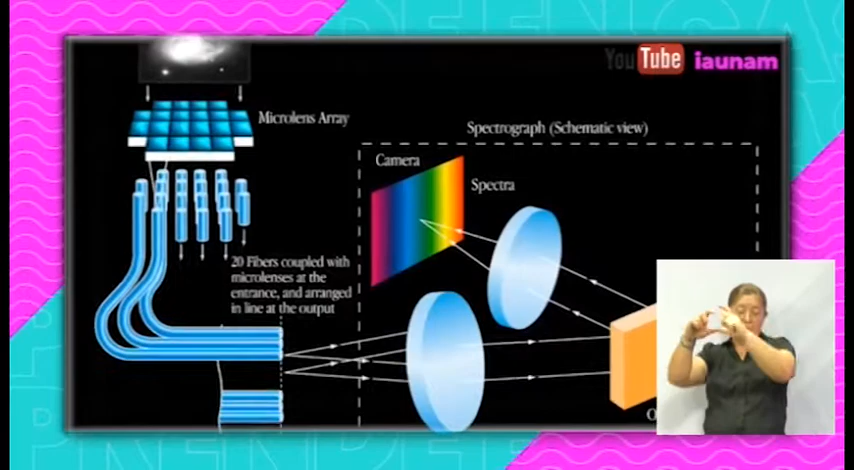 YouTube iaunam
Microlens Array
Spectrograph (Schematic view)
Camera
Spectra
20 Fibers coupled with
microlenses at the
entrance, and arranged
in line at the output